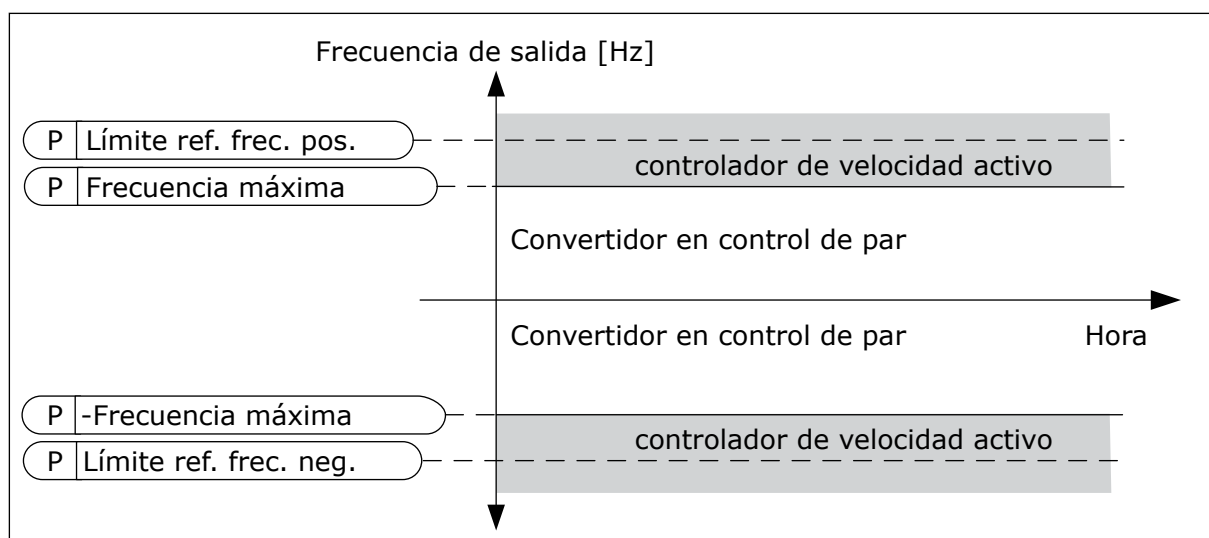 Frecuencia de salida [Hz]
P Límite ref. frec. pos.
controlador de velocidad activo
P Frecuencia máxima
Convertidor en control de par
Convertidor en control de par
Hora
P -Frecuencia máxima
controlador de velocidad activo
P Límite ref. frec. neg.